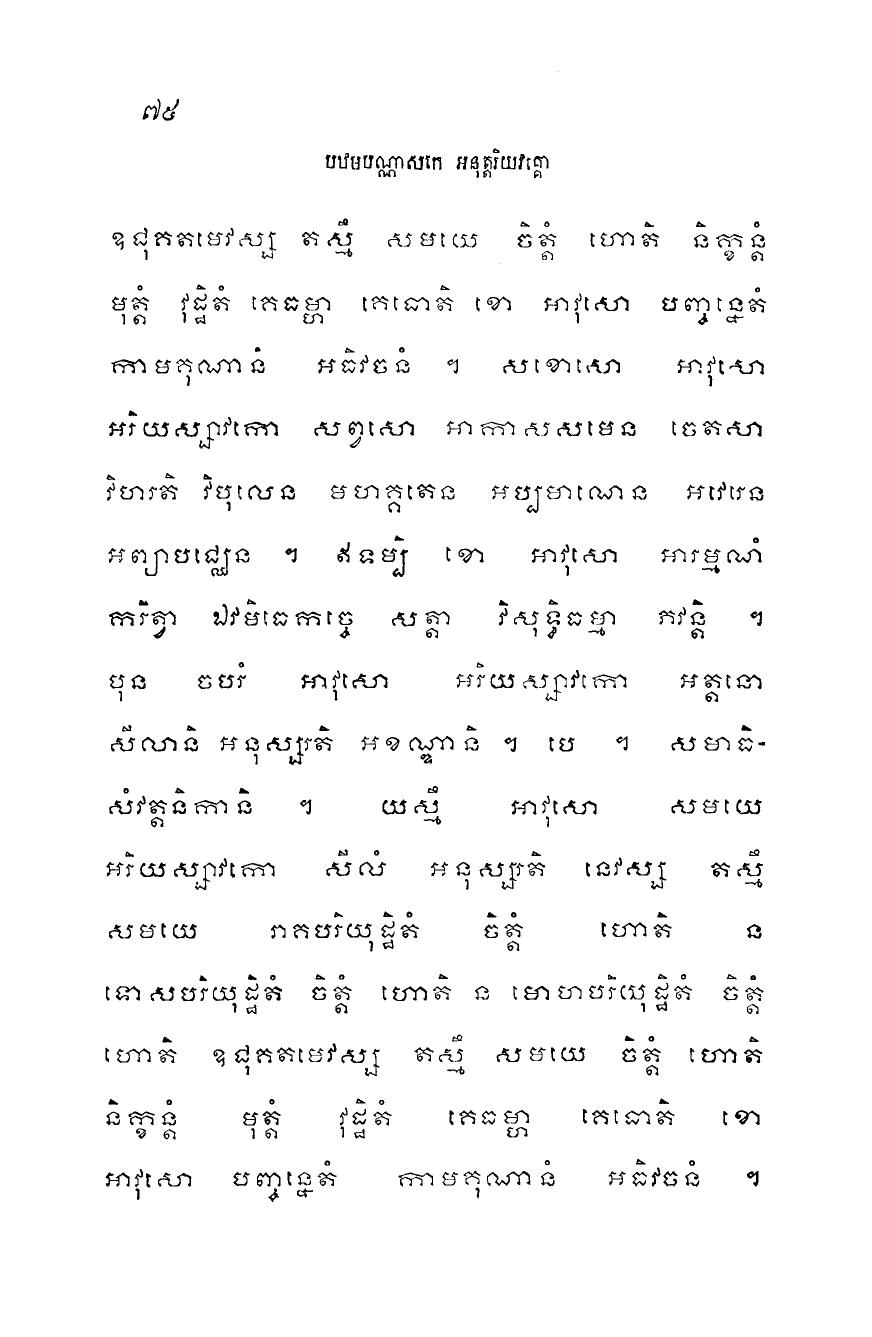 ៧៥
បឋមបណ្ណាសកេ អនុត្តរិយវគ្គោ
ឧជុគតមេវស្ស តស្មឹ សមយេ ចិត្តំ ហោតិ និក្ខន្តំ
មុត្តំ វុដ្ឋិតំ គេធម្ហា គេធោតិ ខោ អាវុសោ បញ្ចន្នេតំ
កាមគុណានំ អធិវចនំ ។ សខោសោ អាវុសោ
អរិយស្សាវកោ សព្វសោ អាកាសសមេន ចេតសា
វិហរតិ វិបុលេន មហគ្គតេន អប្បមាណេន អវេរេន
អព្យាបជ្ឈេន ។ ឥទម្បិ ខោ អាវុសោ អារម្មណំ
ករិត្វា ឯវមិធេកច្ចេ សត្តា វិសុទ្ធិធម្មា ភវន្តិ ។
បុន ចបរំ អាវុសោ អរិយស្សាវកោ អត្តនោ
សីលានិ អនុស្សរតិ អខណ្ឌានិ ។ បេ ។ សមាធិ-
សំវត្តនិកានិ ។ យស្មឹ អាវុសោ សមយេ
អរិយស្សាវកោ សីលំ អនុស្សរតិ នេវស្ស តស្មឹ
សមយេ រាគបរិយុដ្ឋិតំ ចិត្តំ ហោតិ ន
ទោសបរិយុដ្ឋិតំ ចិត្តំ ហោតិ ន មោហបរិយុដ្ឋិតំ ចិត្តំ
ហោតិ ឧជុគតមេវស្ស តស្មឹ សមយេ ចិត្តំ ហោតិ
និក្ខន្តំ មុត្តំ វុដ្ឋិតំ គេធម្ហា គេធោតិ ខោ
អាវុសោ បញ្ចន្នេតំ កាមគុណានំ អធិវចនំ ។